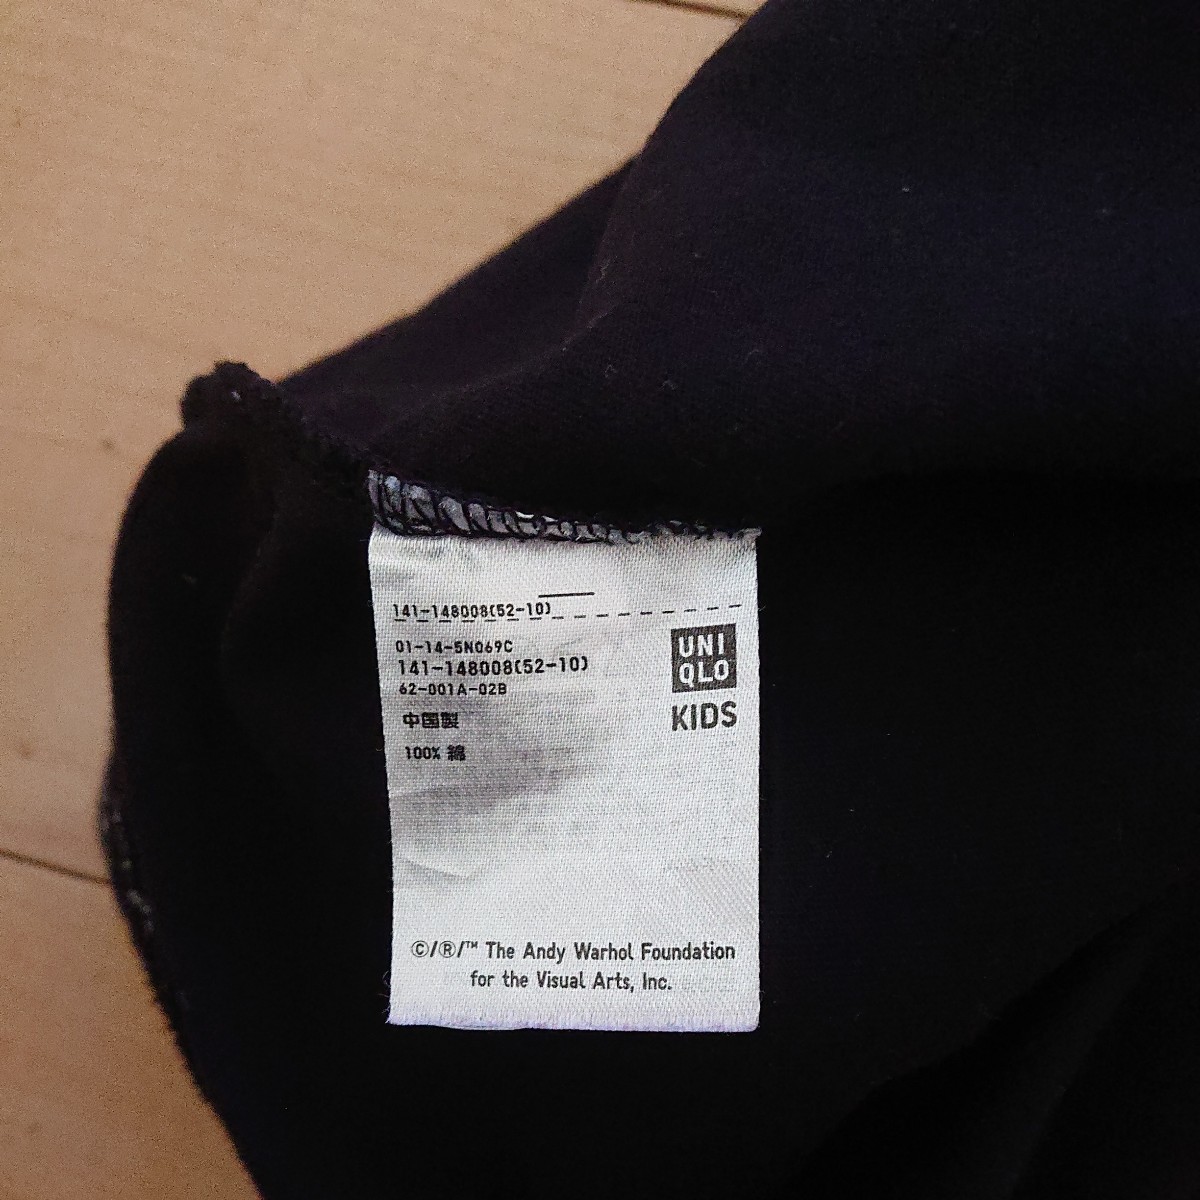 141-148008(52-10)
01-14-5N069C
141-148008(52-10)
62-001A-02B
中国製
100% 綿
UNI
QLO
KIDS
©/®/™ The Andy Warhol Foundation
for the Visual Arts, Inc.